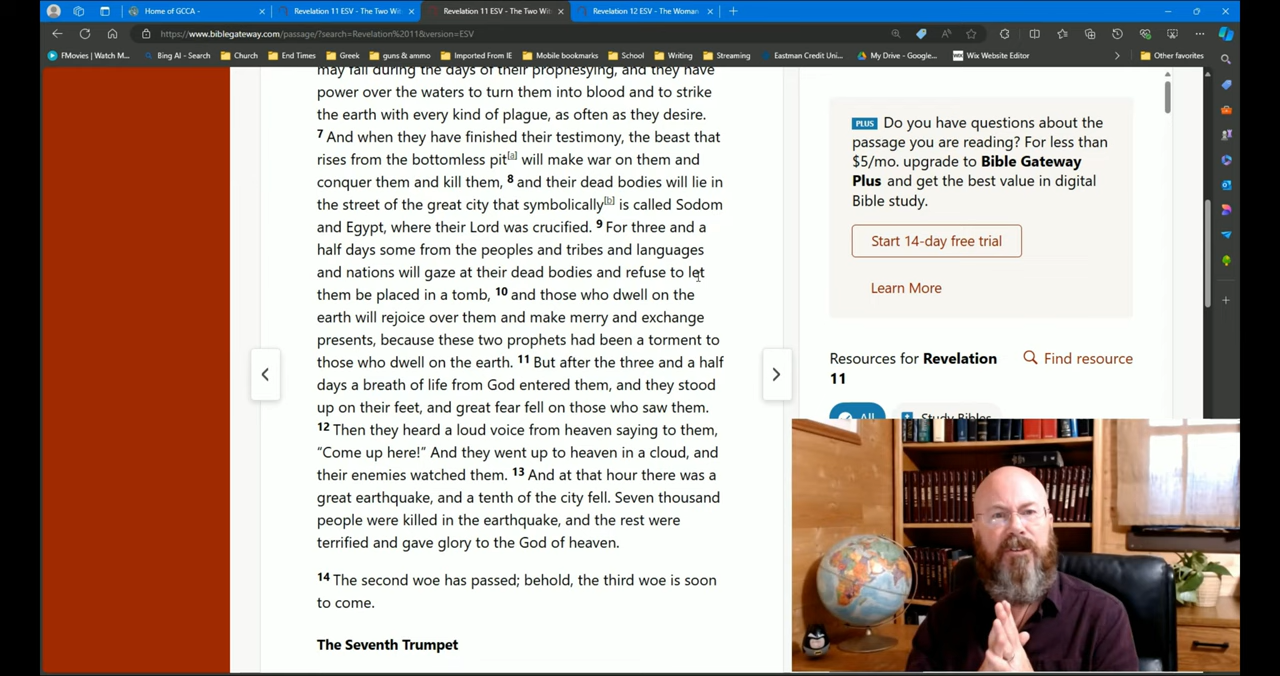 Home of GCCA -
Revelation 11 ESV - The Two Wit
Revelation 11 ESV - The Two Wit
Revelation 12 ESV - The Woman
https://www.biblegateway.com/passage/?search=Revelation%2011&version=ESV
FMovies | Watch M...
Bing AI - Search
Church
End Times
Greek
guns & ammo
Imported From IE
Mobile bookmarks
School
Writing
Streaming
Eastman Credit Uni...
My Drive - Google...
Wix Website Editor
Other favorites
may fall during the days of their prophesying, and they have
power over the waters to turn them into blood and to strike
the earth with every kind of plague, as often as they desire.
7 And when they have finished their testimony, the beast that
rises from the bottomless pit[a] will make war on them and
conquer them and kill them, 8 and their dead bodies will lie in
the street of the great city that symbolically[b] is called Sodom
and Egypt, where their Lord was crucified. 9 For three and a
half days some from the peoples and tribes and languages
and nations will gaze at their dead bodies and refuse to let
them be placed in a tomb, 10 and those who dwell on the
earth will rejoice over them and make merry and exchange
presents, because these two prophets had been a torment to
those who dwell on the earth. 11 But after the three and a half
days a breath of life from God entered them, and they stood
up on their feet, and great fear fell on those who saw them.
12 Then they heard a loud voice from heaven saying to them,
“Come up here!” And they went up to heaven in a cloud, and
their enemies watched them. 13 And at that hour there was a
great earthquake, and a tenth of the city fell. Seven thousand
people were killed in the earthquake, and the rest were
terrified and gave glory to the God of heaven.
14 The second woe has passed; behold, the third woe is soon
to come.
The Seventh Trumpet
PLUS Do you have questions about the
passage you are reading? For less than
$5/mo. upgrade to Bible Gateway
Plus and get the best value in digital
Bible study.
Start 14-day free trial
Learn More
Resources for Revelation
11
Find resource
All
Study Bibles